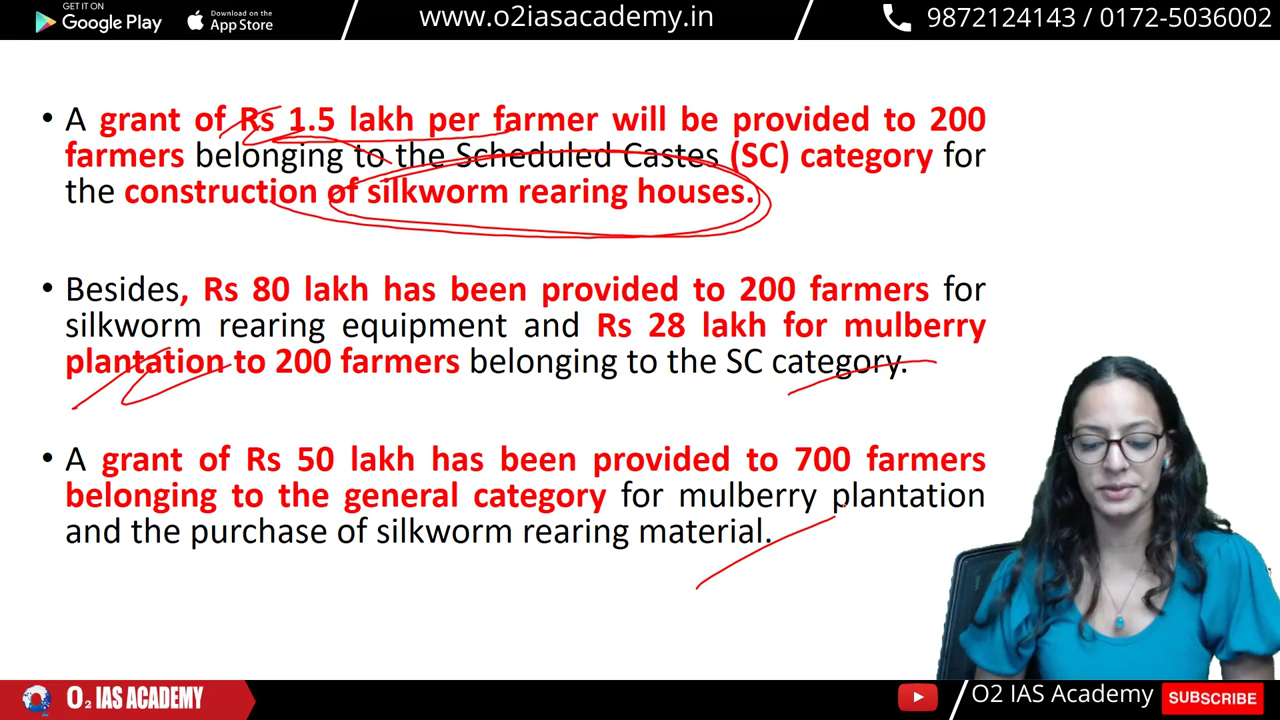 GET IT ON
Google Play
Download on the
App Store
www.o2iasacademy.in
9872124143 / 0172-5036002
• A grant of Rs 1.5 lakh per farmer will be provided to 200
farmers belonging to the Scheduled Castes (SC) category for
the construction of silkworm rearing houses.
• Besides, Rs 80 lakh has been provided to 200 farmers for
silkworm rearing equipment and Rs 28 lakh for mulberry
plantation to 200 farmers belonging to the SC category.
• A grant of Rs 50 lakh has been provided to 700 farmers
belonging to the general category for mulberry plantation
and the purchase of silkworm rearing material.
O₂ IAS ACADEMY
O2 IAS Academy
SUBSCRIBE